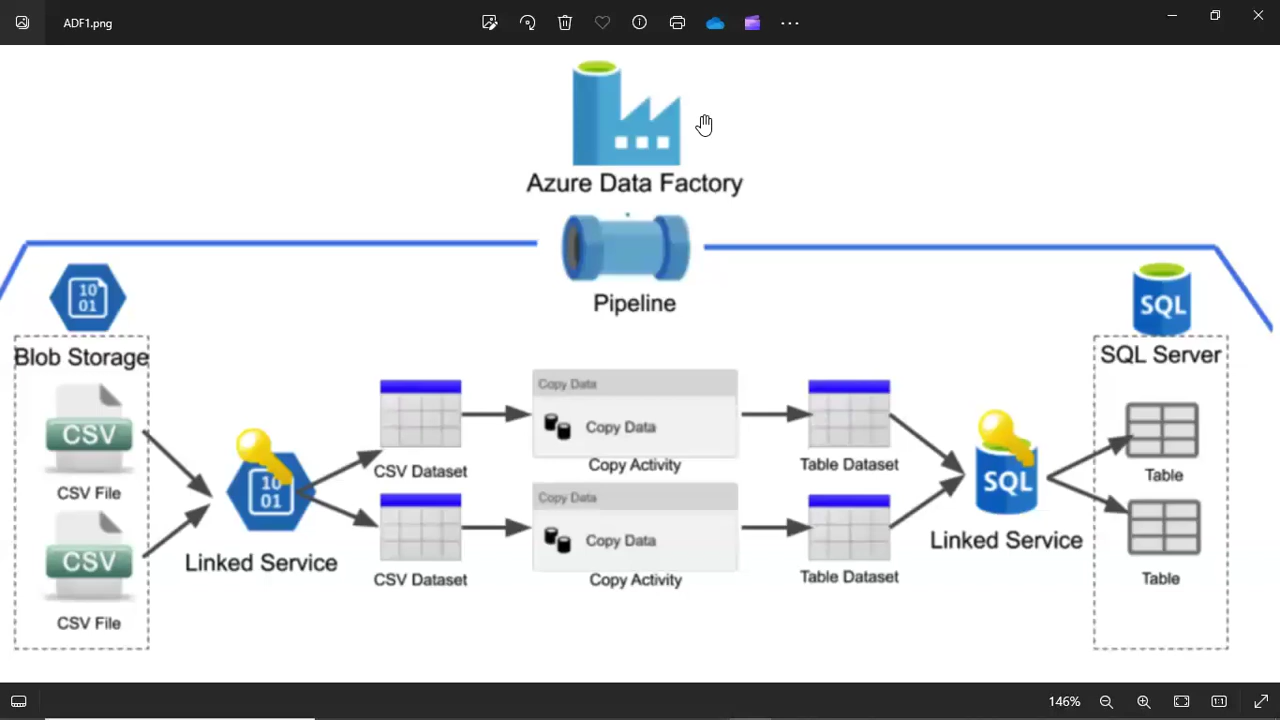 ADF1.png
Azure Data Factory
Pipeline
10
01
Blob Storage
CSV
CSV File
CSV
CSV File
10
01
Linked Service
CSV Dataset
CSV Dataset
Copy Data
Copy Data
Copy Activity
Copy Data
Copy Data
Copy Activity
Table Dataset
Table Dataset
SQL
Linked Service
SQL
SQL Server
Table
Table
146%
1:1